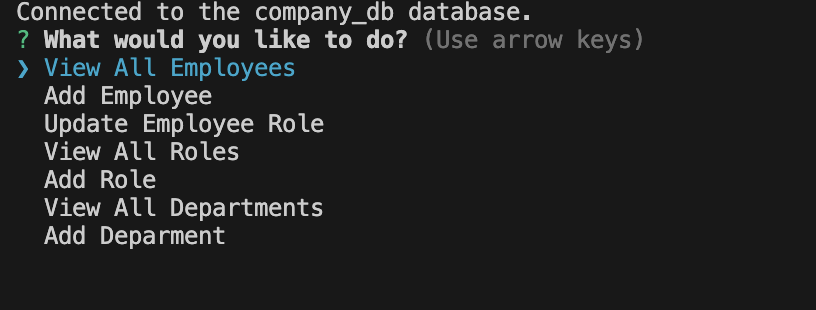 Connected to the company_db database.
? What would you like to do? (Use arrow keys)
❯ View All Employees
Add Employee
Update Employee Role
View All Roles
Add Role
View All Departments
Add Deparment